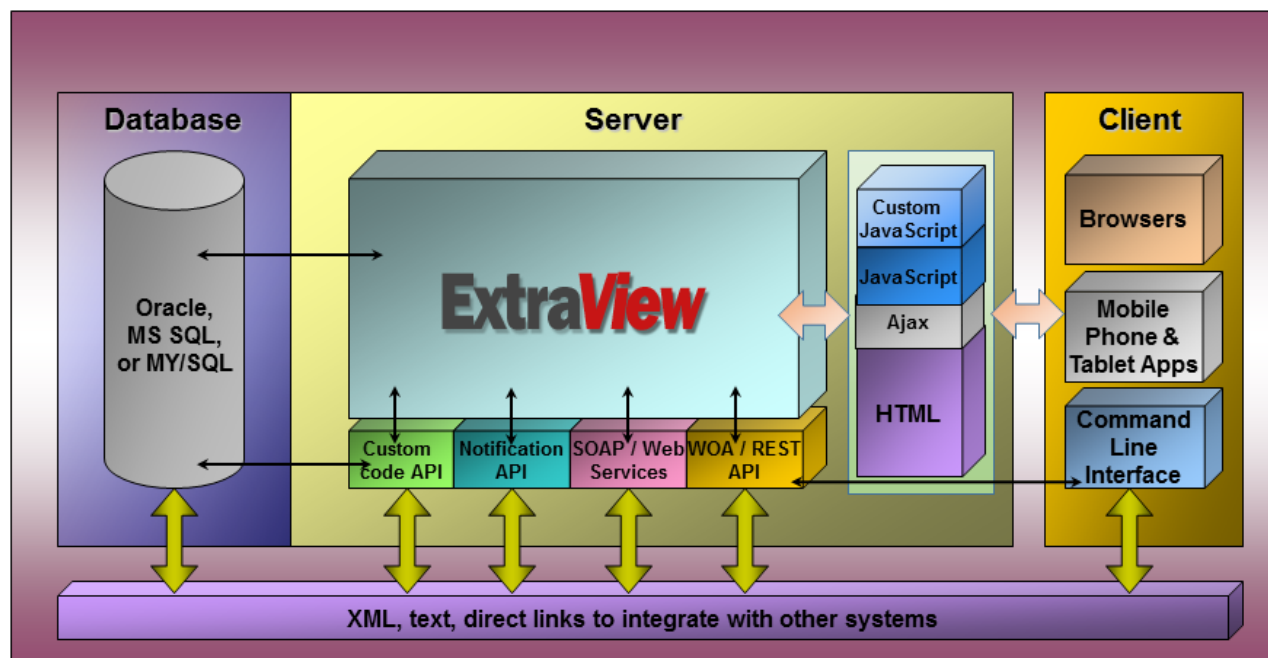 Database
Oracle,
MS SQL,
or MY/SQL
Server
ExtraView
Custom
code API
Notification
API
SOAP / Web
Services
WOA / REST
API
Custom
JavaScript
JavaScript
Ajax
HTML
Client
Browsers
Mobile
Phone &
Tablet Apps
Command
Line
Interface
XML, text, direct links to integrate with other systems